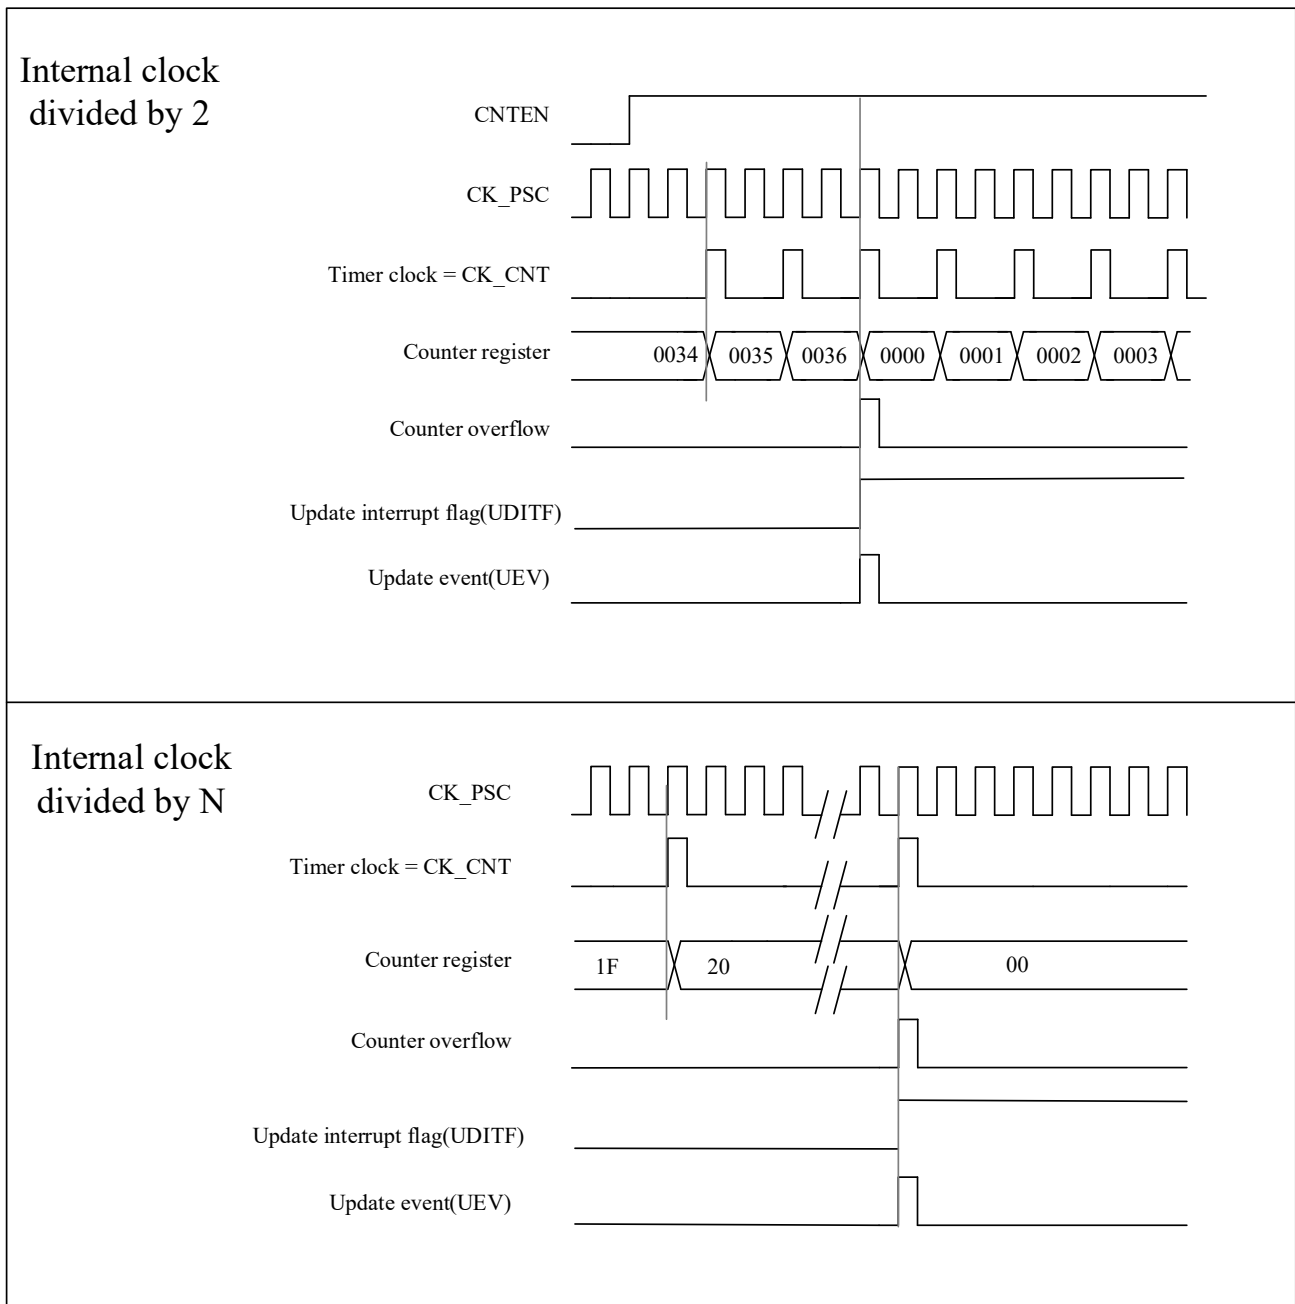 Internal clock
divided by 2
CNTEN
CK_PSC
Timer clock = CK_CNT
Counter register
0034 0035 0036 0000 0001 0002 0003
Counter overflow
Update interrupt flag(UDITF)
Update event(UEV)
Internal clock
divided by N
CK_PSC
Timer clock = CK_CNT
Counter register
1F 20 00
Counter overflow
Update interrupt flag(UDITF)
Update event(UEV)